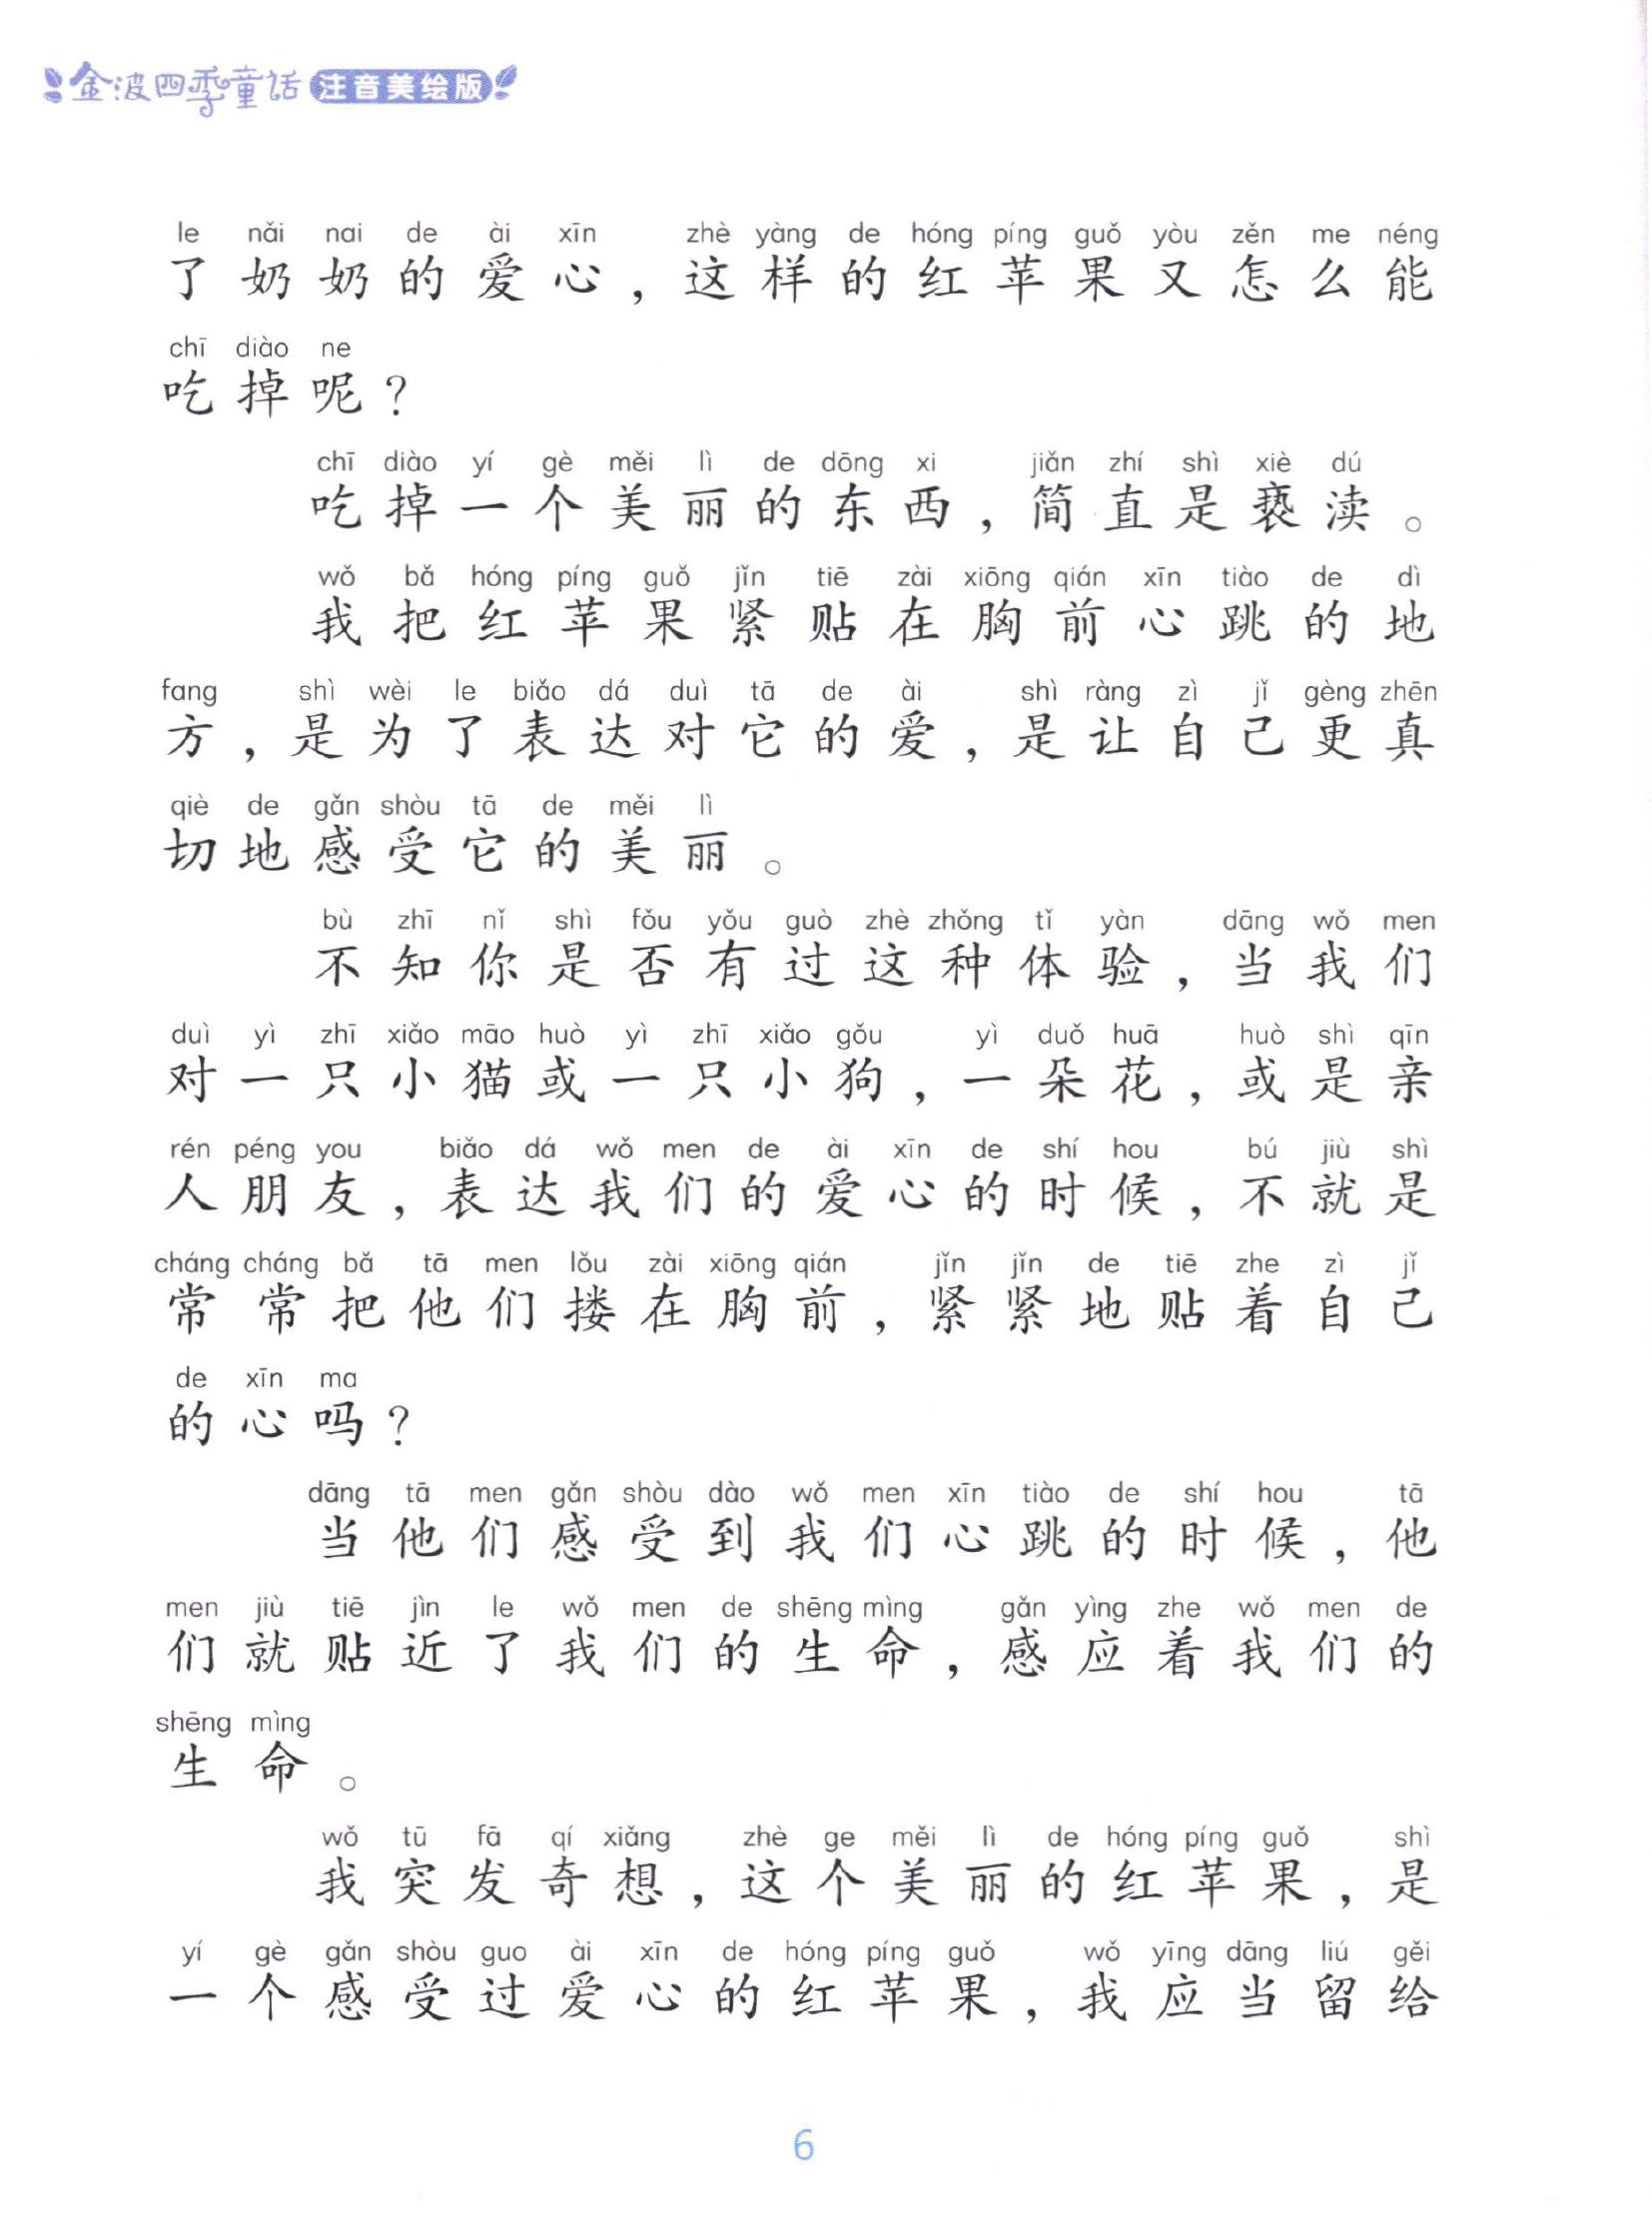 金波四季童话 注音美绘版
le nǎi nai de ài xīn zhè yàng de hóng píng guǒ yòu zěn me néng
了奶奶的爱心，这样的红苹果又怎么能
chī diào ne
吃掉呢？
chī diào yí gè měi lì de dōng xi jiǎn zhí shì xiè dú
吃掉一个美丽的东西，简直是亵渎。
wǒ bǎ hóng píng guǒ jǐn tiē zài xiōng qián xīn tiào de dì
我把红苹果紧贴在胸前心跳的地
fang shì wèi le biǎo dá duì tā de ài shì ràng zì jǐ gèng zhēn
方，是为了表达对它的爱，是让自己更真
qiè de gǎn shòu tā de měi lì
切地感受它的美丽。
bù zhī nǐ shì fǒu yǒu guò zhè zhǒng tǐ yàn dāng wǒ men
不知你是否有过这种体验，当我们
duì yì zhī xiǎo māo huò yì zhī xiǎo gǒu yì duǒ huā huò shì qīn
对一只小猫或一只小狗，一朵花，或是亲
rén péng you biǎo dá wǒ men de ài xīn de shí hou bú jiù shì
人朋友，表达我们的爱心的时候，不就是
cháng cháng bǎ tā men lǒu zài xiōng qián jǐn jǐn de tiē zhe zì jǐ
常常把他们搂在胸前，紧紧地贴着自己
de xīn ma
的心吗？
dāng tā men gǎn shòu dào wǒ men xīn tiào de shí hou tā
当他们感受到我们心跳的时候，他
men jiù tiē jìn le wǒ men de shēng mìng gǎn yìng zhe wǒ men de
们就贴近了我们的生命，感应着我们的
shēng mìng
生命。
wǒ tū fā qí xiǎng zhè ge měi lì de hóng píng guǒ shì
我突发奇想，这个美丽的红苹果，是
yí gè gǎn shòu guo ài xīn de hóng píng guǒ wǒ yīng dāng liú gěi
一个感受过爱心的红苹果，我应当留给
6